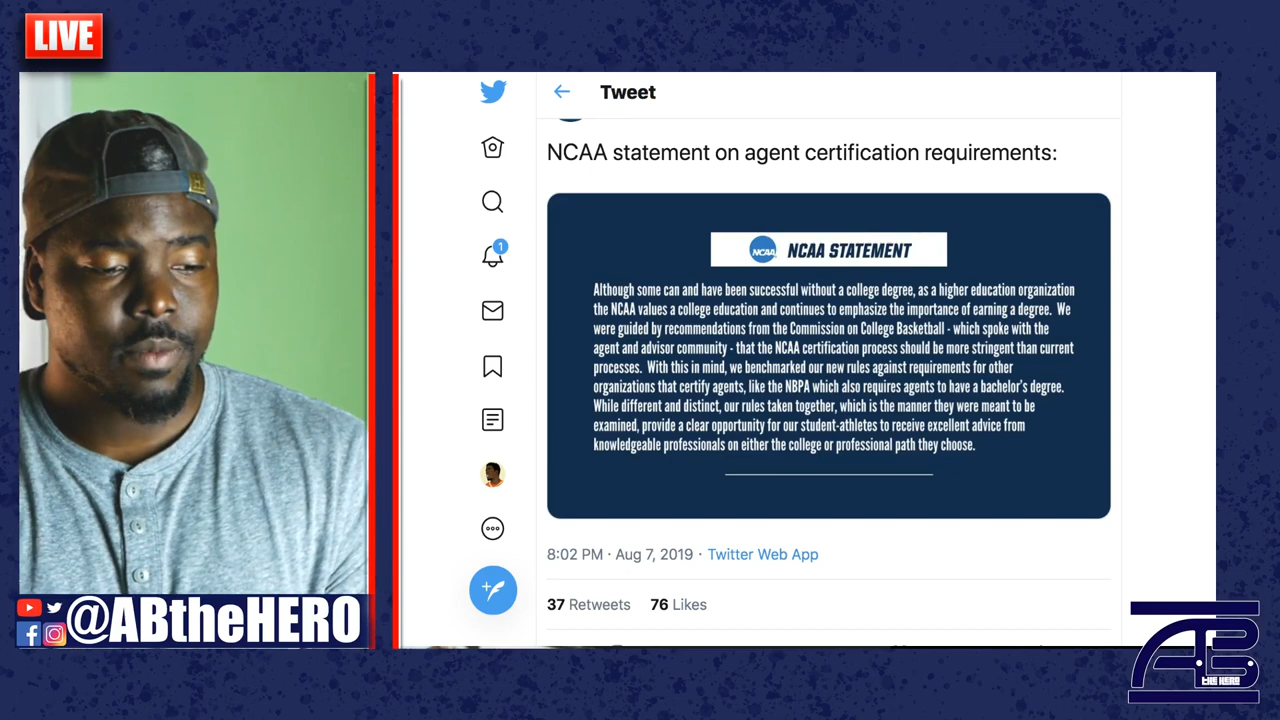 LIVE
Tweet
NCAA statement on agent certification requirements:
1
NCAA NCAA STATEMENT
Although some can and have been successful without a college degree, as a higher education organization
the NCAA values a college education and continues to emphasize the importance of earning a degree. We
were guided by recommendations from the Commission on College Basketball - which spoke with the
agent and advisor community - that the NCAA certification process should be more stringent than current
processes. With this in mind, we benchmarked our new rules against requirements for other
organizations that certify agents, like the NBPA which also requires agents to have a bachelor's degree.
While different and distinct, our rules taken together, which is the manner they were meant to be
examined, provide a clear opportunity for our student-athletes to receive excellent advice from
knowledgeable professionals on either the college or professional path they choose.
8:02 PM · Aug 7, 2019 · Twitter Web App
37 Retweets 76 Likes
@ABtheHERO
AB
THE HERO